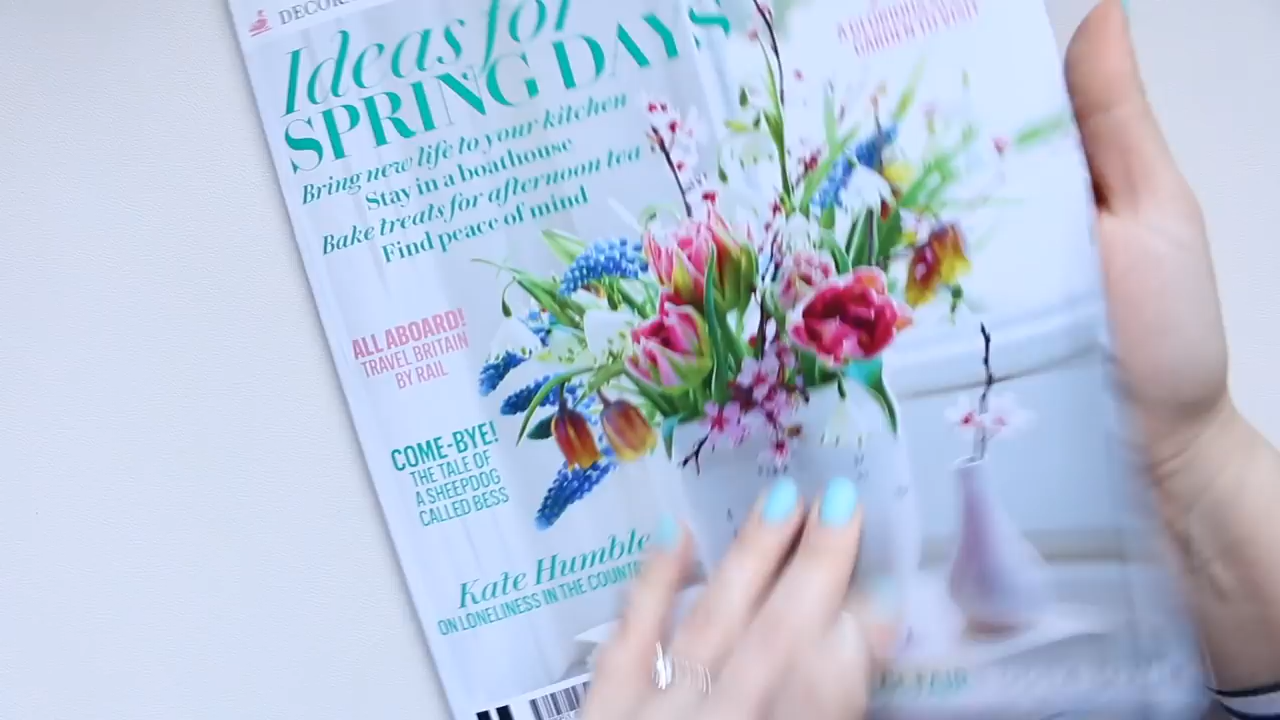 Ideas for
SPRING DAYS
Bring new life to your kitchen
Stay in a boathouse
Bake treats for afternoon tea
Find peace of mind
ALL ABOARD!
TRAVEL BRITAIN
BY RAIL
COME-BYE!
THE TALE OF
A SHEEPDOG
CALLED BESS
Kate Humble
ON LONELINESS IN THE